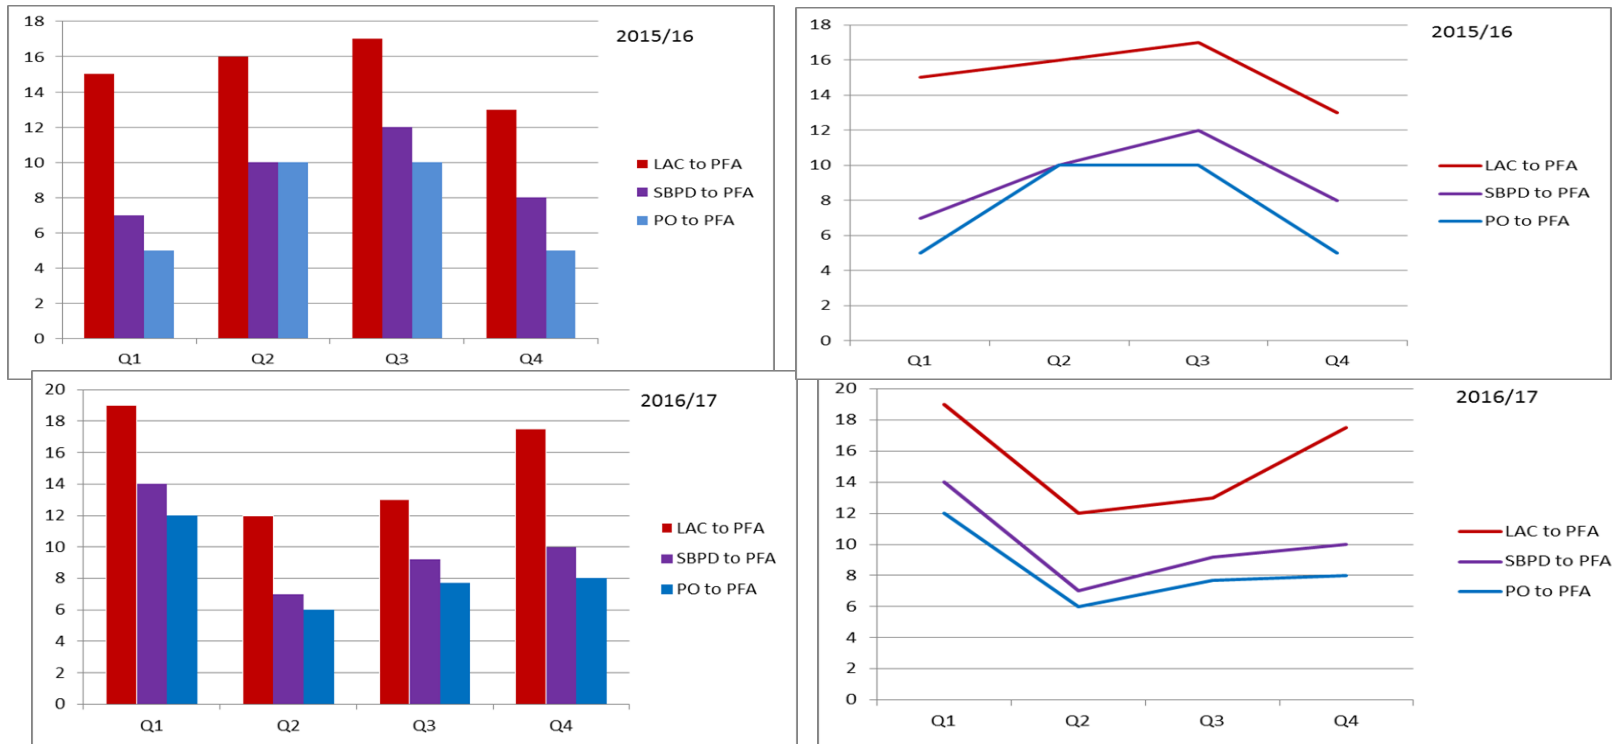 2015/16
18
16
14
12
10
8
6
4
2
0
Q1 Q2 Q3 Q4
LAC to PFA
SBPD to PFA
PO to PFA
2015/16
18
16
14
12
10
8
6
4
2
0
Q1 Q2 Q3 Q4
LAC to PFA
SBPD to PFA
PO to PFA
2016/17
20
18
16
14
12
10
8
6
4
2
0
Q1 Q2 Q3 Q4
LAC to PFA
SBPD to PFA
PO to PFA
2016/17
20
18
16
14
12
10
8
6
4
2
0
Q1 Q2 Q3 Q4
LAC to PFA
SBPD to PFA
PO to PFA